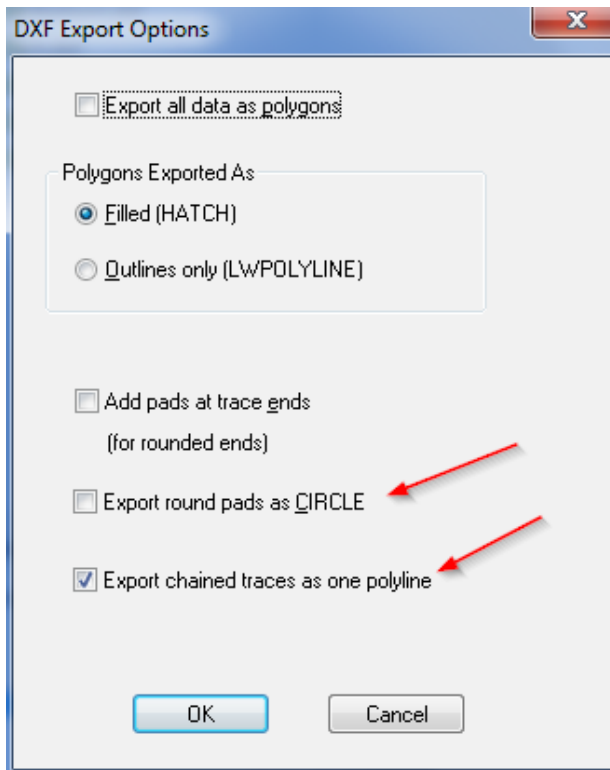 DXF Export Options
Export all data as polygons
Polygons Exported As
Filled (HATCH)
Outlines only (LWPOLYLINE)
Add pads at trace ends
(for rounded ends)
Export round pads as CIRCLE
Export chained traces as one polyline
OK
Cancel